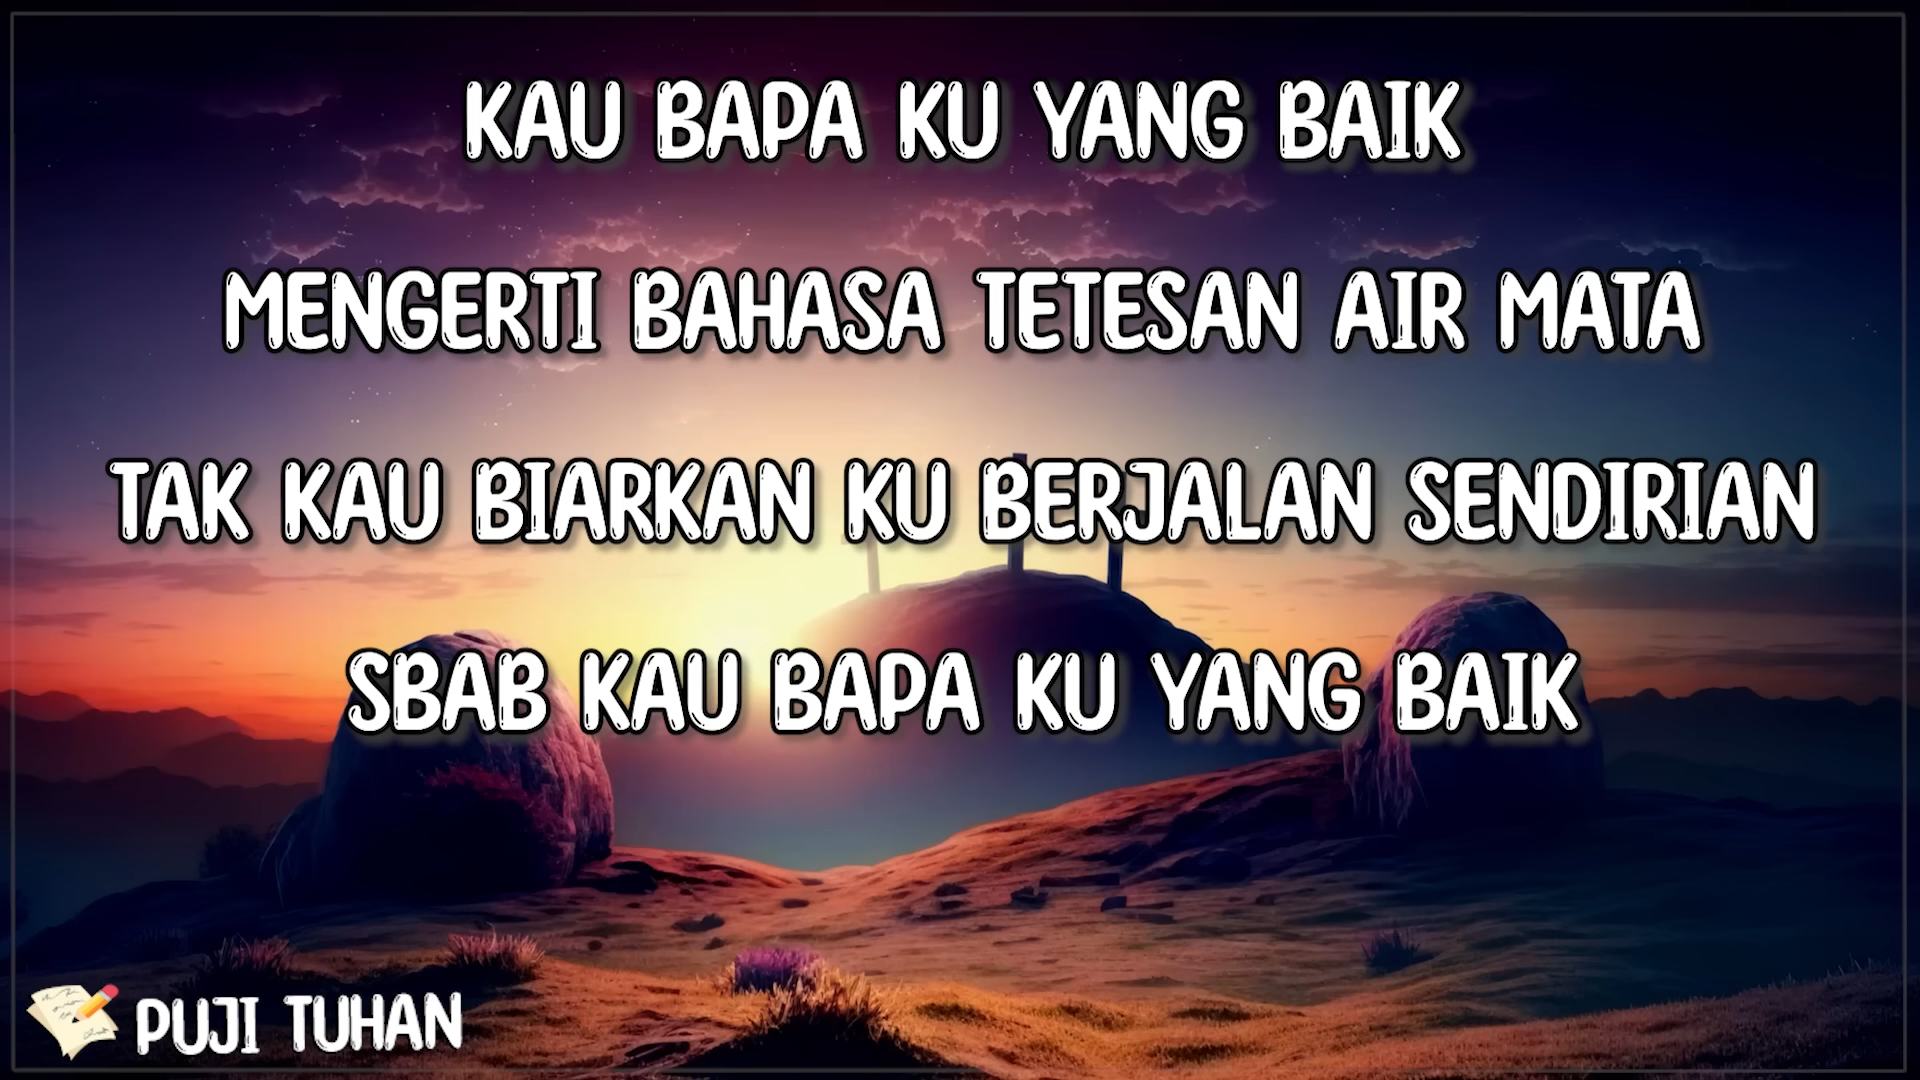 KAU BAPA KU YANG BAIK
MENGERTI BAHASA TETESAN AIR MATA
TAK KAU BIARKAN KU BERJALAN SENDIRIAN
SBAB KAU BAPA KU YANG BAIK
PUJI TUHAN